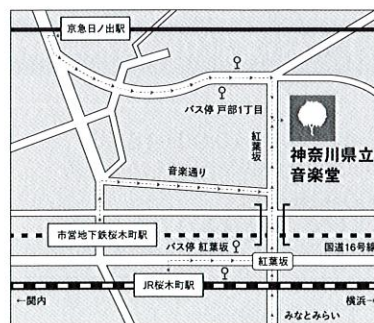 京急日ノ出駅
バス停 戸部1丁目
紅葉坂
神奈川県立
音楽堂
音楽通り
市営地下鉄桜木町駅
バス停 紅葉坂
国道16号線
紅葉坂
JR桜木町駅
←関内
横浜→
みなとみらい